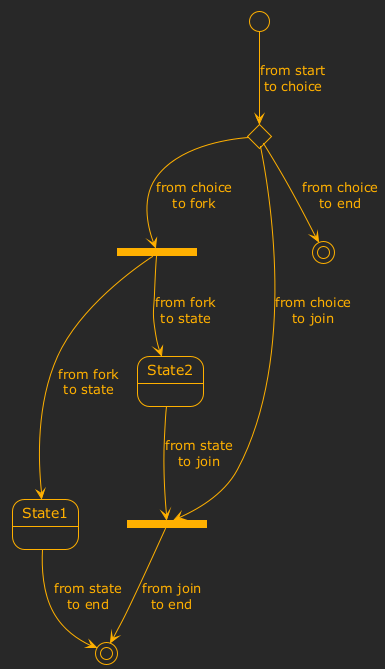 from start
to choice
from choice
to fork
from choice
to end
from fork
to state
from choice
to join
State2
from fork
to state
from state
to join
State1
from state
to end
from join
to end